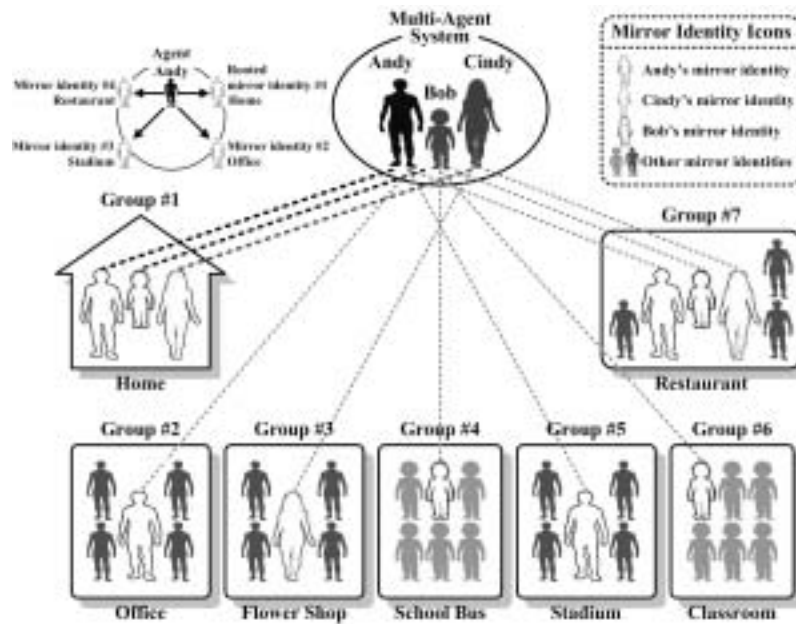 Multi-Agent
System
Andy
Bob
Cindy
Agent
Andy
Mirror identity #4
Restaurant
Rooted
mirror identity #1
Home
Mirror identity #3
Stadium
Mirror identity #2
Office
Mirror Identity Icons
Andy's mirror identity
Cindy's mirror identity
Bob's mirror identity
Other mirror identities
Group #1
Home
Group #7
Restaurant
Group #2
Office
Group #3
Flower Shop
Group #4
School Bus
Group #5
Stadium
Group #6
Classroom